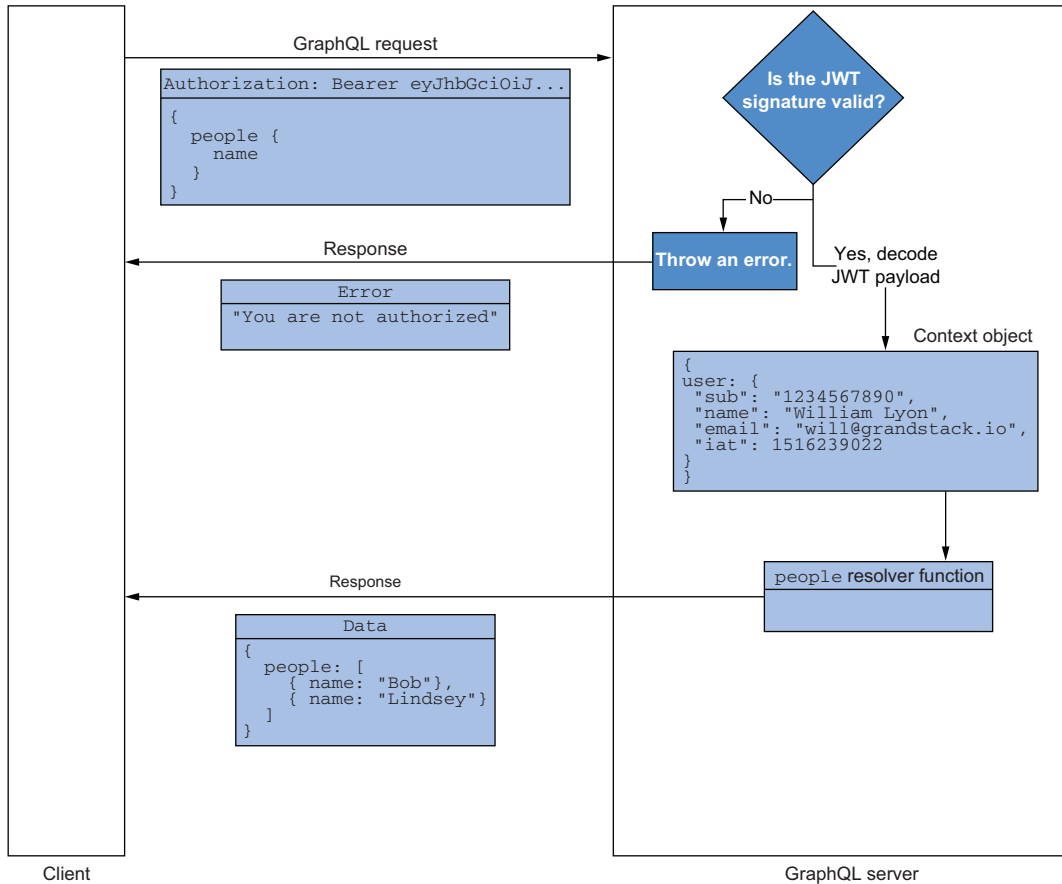 GraphQL request
Authorization: Bearer eyJhbGciOiJ...
{
  people {
    name
  }
}
Is the JWT
signature valid?
No
Yes, decode
JWT payload
Throw an error.
Response
Error
"You are not authorized"
Context object
{
user: {
 "sub": "1234567890",
 "name": "William Lyon",
 "email": "will@grandstack.io",
 "iat": 1516239022
}
}
people resolver function
Response
Data
{
  people: [
    { name: "Bob"},
    { name: "Lindsey"}
  ]
}
Client
GraphQL server